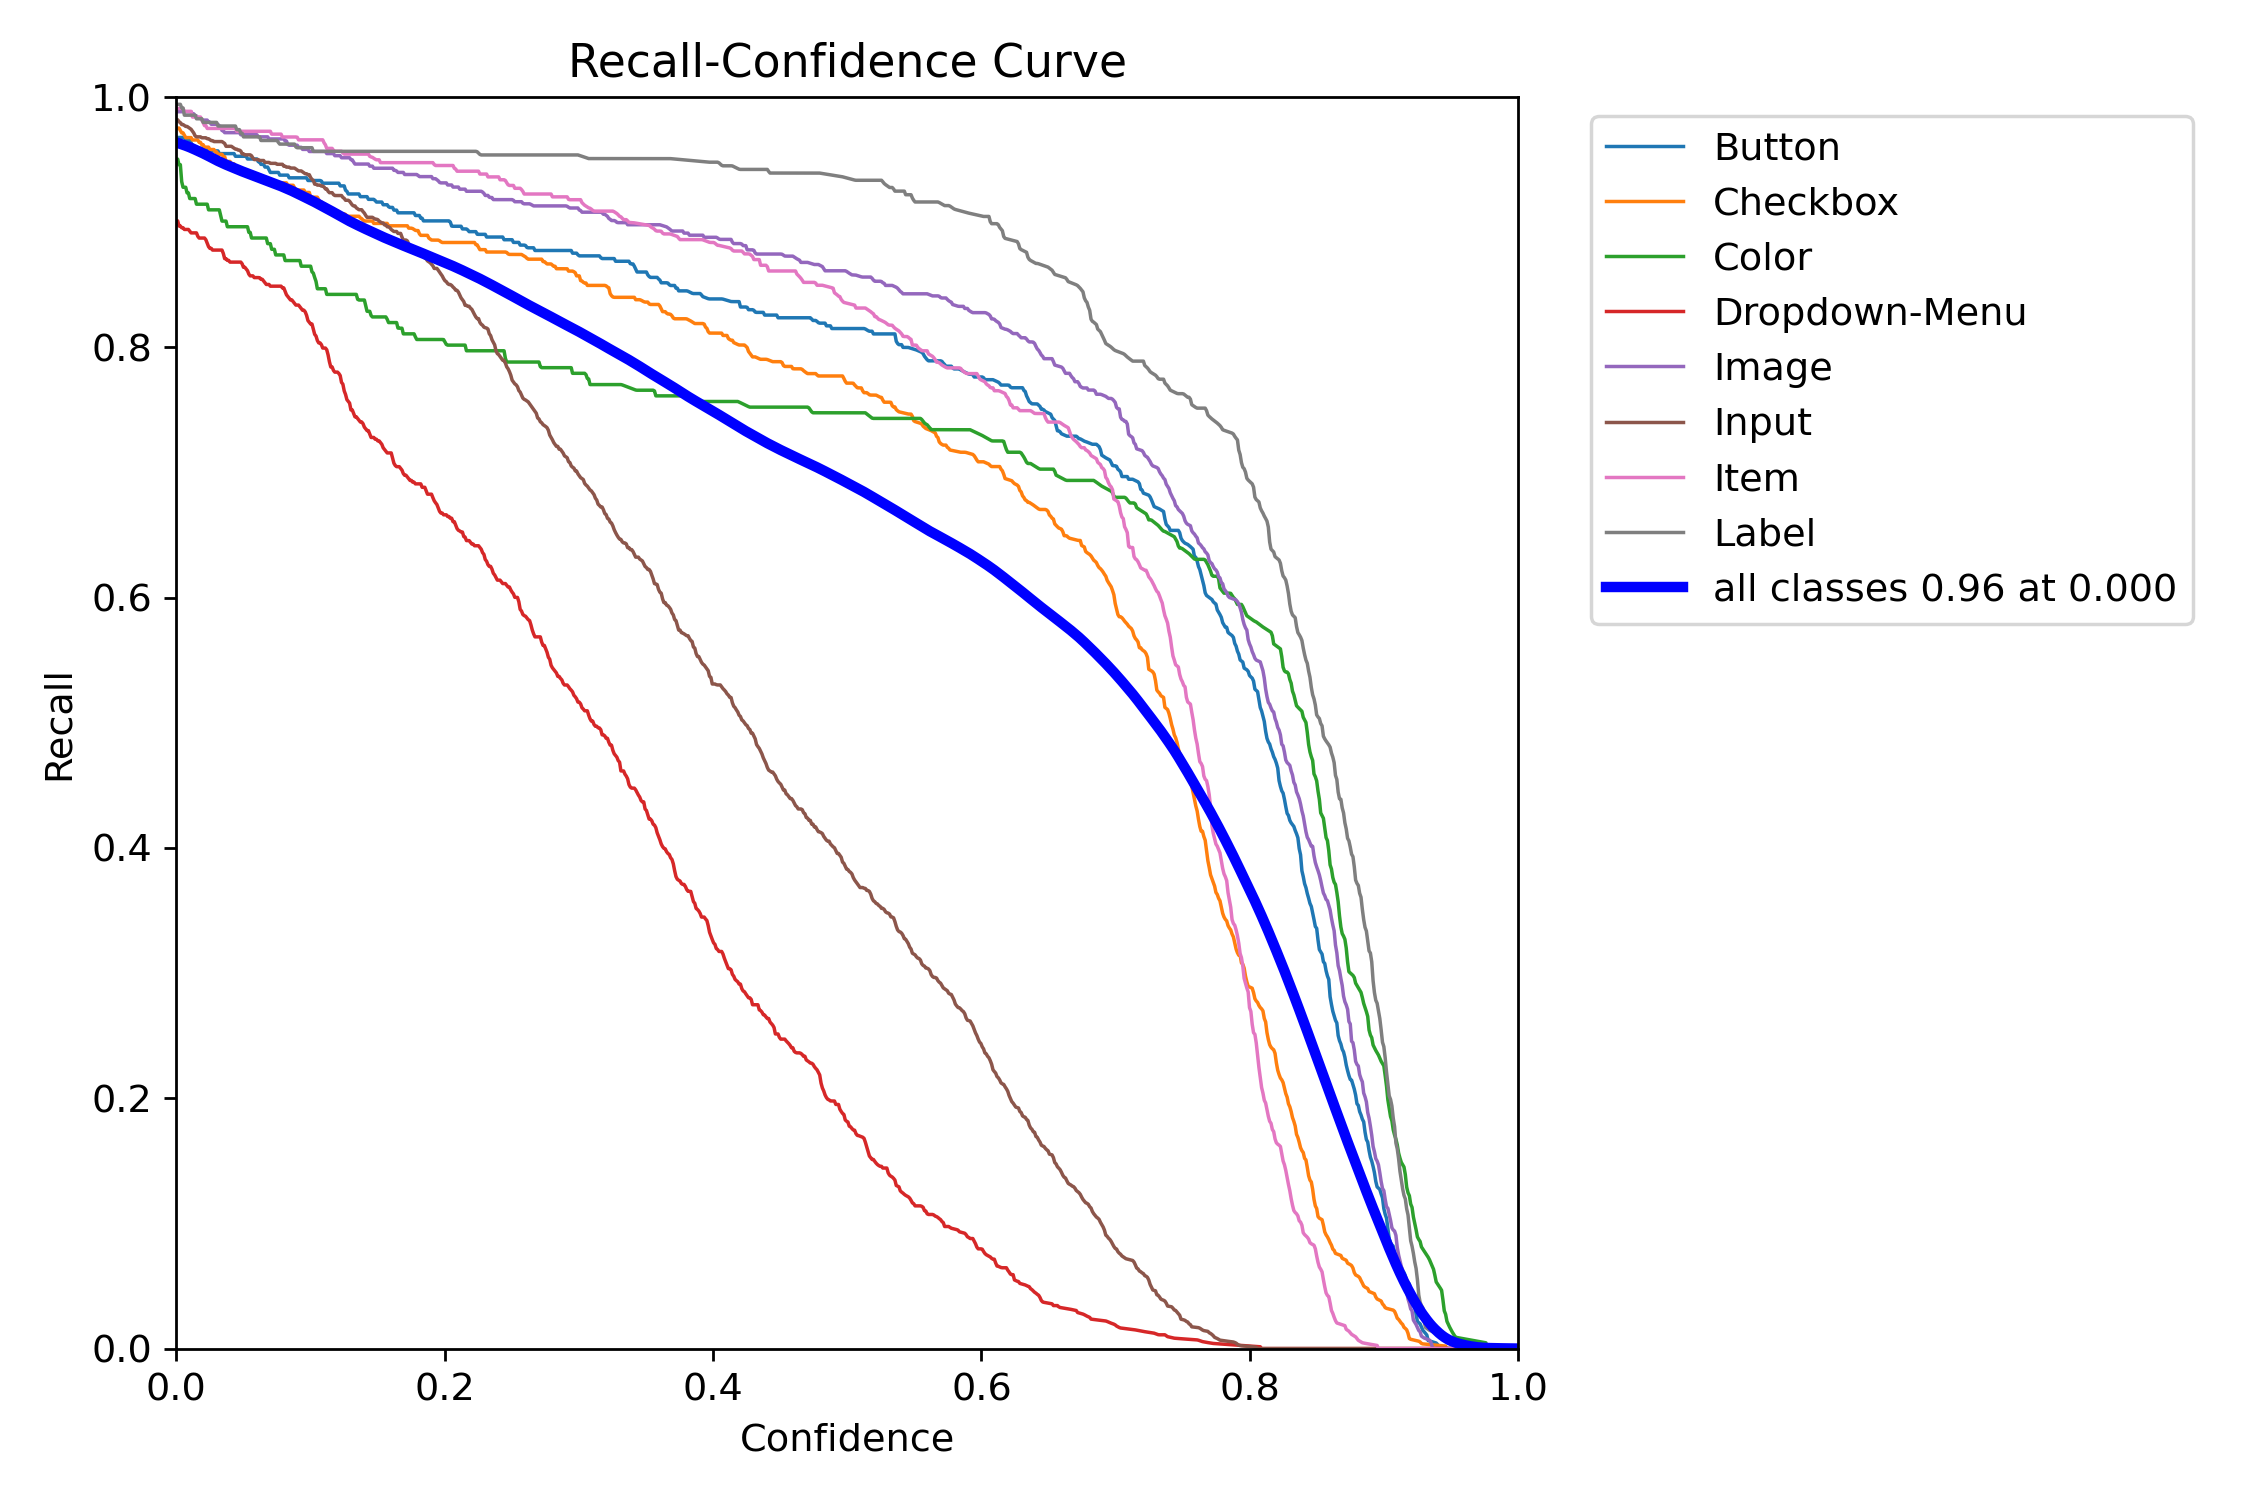 Recall-Confidence Curve
1.0
0.8
0.6
0.4
0.2
0.0
Recall
0.0
0.2
0.4
0.6
0.8
1.0
Confidence
Button
Checkbox
Color
Dropdown-Menu
Image
Input
Item
Label
all classes 0.96 at 0.000